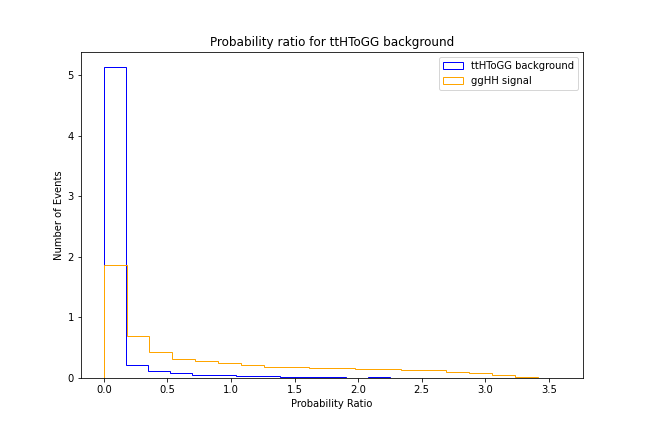 Probability ratio for ttHToGG background
ttHToGG background
ggHH signal
Number of Events
5
4
3
2
1
0
0.0 0.5 1.0 1.5 2.0 2.5 3.0 3.5
Probability Ratio